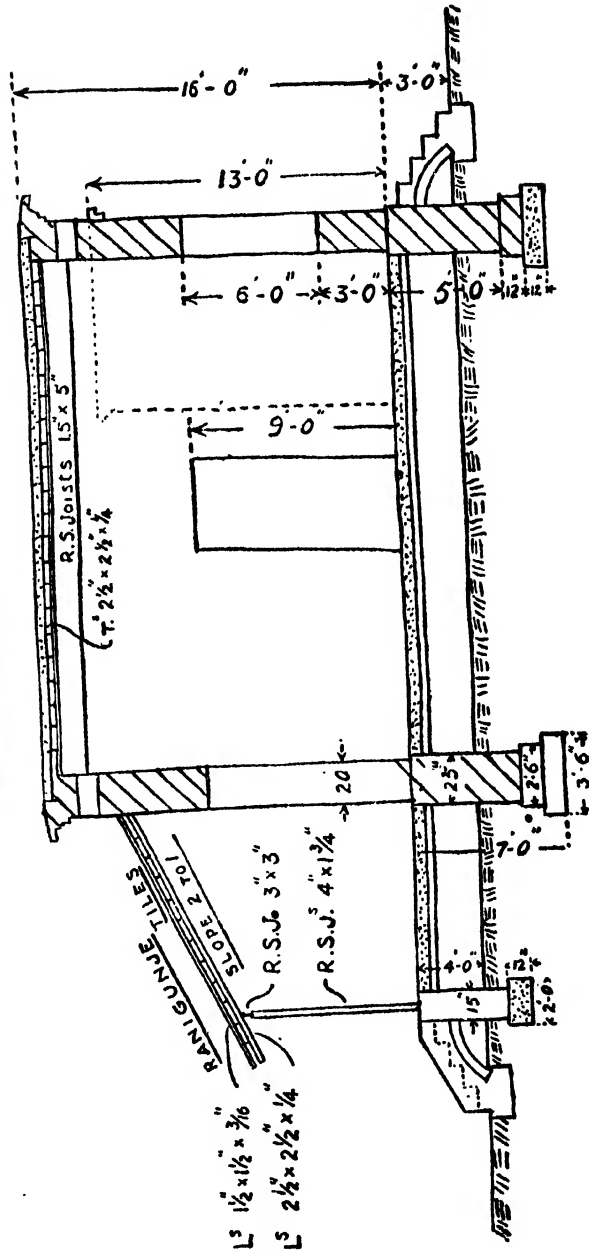 16'-0"
3'-0"
13'-0"
6'-0"
3'-0"
5'-0"
12"
12"
R.S. Joists 15" x 5"
T.s 2½" x 2½" x ¼"
9'-0"
RANIGUNJE TILES
SLOPE 2 TO 1
R.S.J. 3" x 3"
R.S.J.s 4" x 1¾"
Ls 1½" x 1½" x 3/16"
Ls 2½" x 2½" x ¼"
20
25"
2'-6"
3'-6"
7'-0"
4'-0"
15"
12"
2'-0"